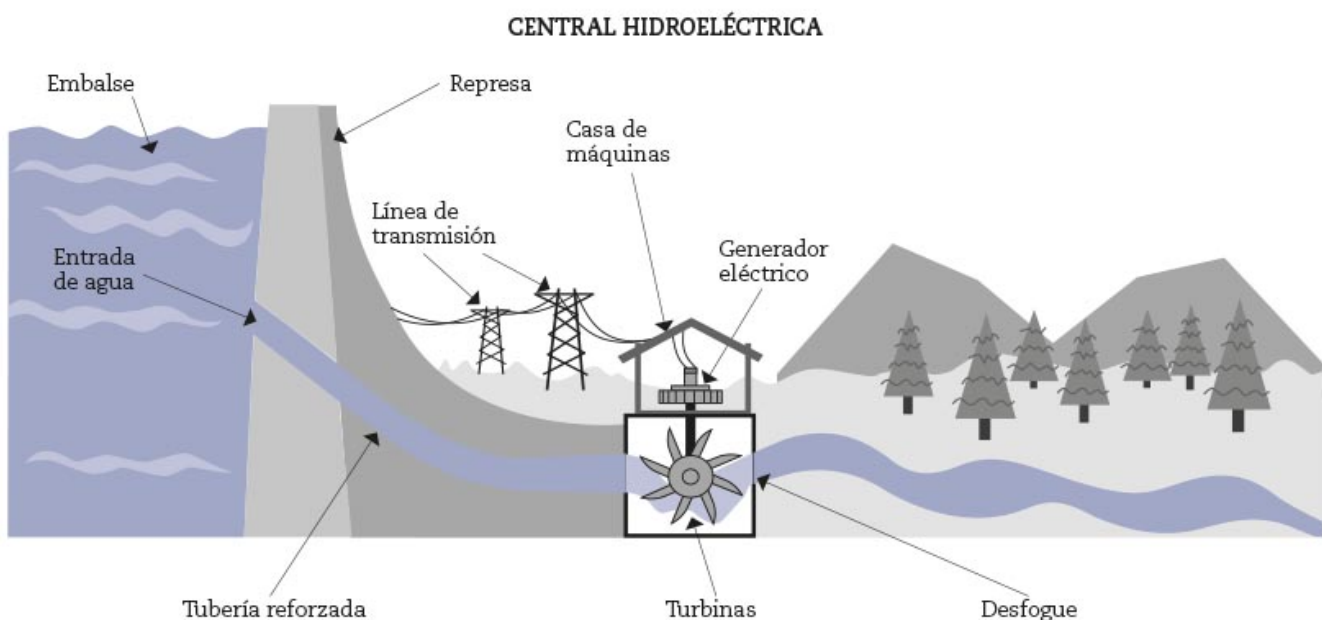 CENTRAL HIDROELÉCTRICA
Embalse
Represa
Casa de
máquinas
Línea de
transmisión
Generador
eléctrico
Entrada
de agua
Tubería reforzada
Turbinas
Desfogue